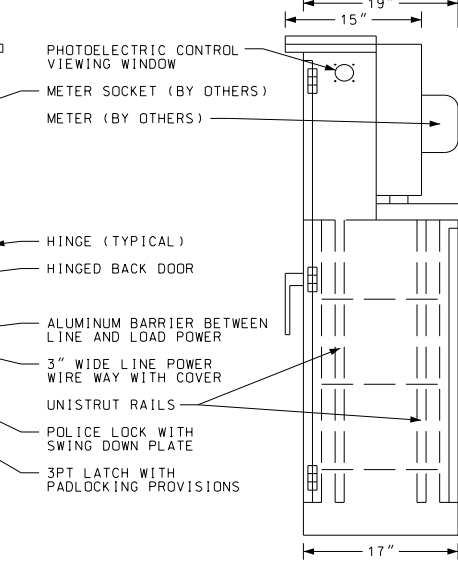 19"
15"
PHOTOELECTRIC CONTROL
VIEWING WINDOW
METER SOCKET (BY OTHERS)
METER (BY OTHERS)
HINGE (TYPICAL)
HINGED BACK DOOR
ALUMINUM BARRIER BETWEEN
LINE AND LOAD POWER
3" WIDE LINE POWER
WIRE WAY WITH COVER
UNISTRUT RAILS
POLICE LOCK WITH
SWING DOWN PLATE
3PT LATCH WITH
PADLOCKING PROVISIONS
17"